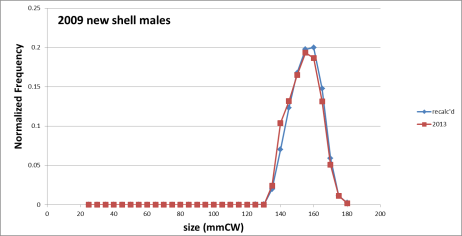 2009 new shell males
Normalized Frequency
0.25
0.2
0.15
0.1
0.05
0
0 20 40 60 80 100 120 140 160 180 200
size (mmCW)
recalc'd
2013